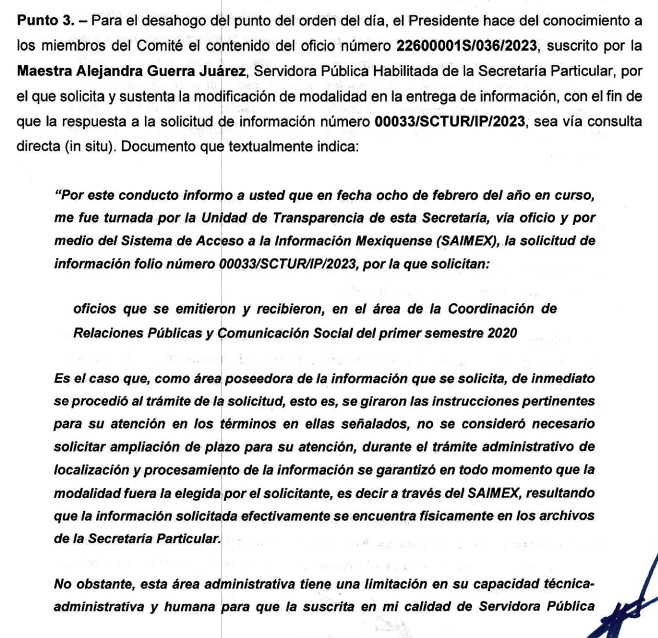 Punto 3. – Para el desahogo del punto del orden del día, el Presidente hace del conocimiento a
los miembros del Comité el contenido del oficio número 22600001S/036/2023, suscrito por la
Maestra Alejandra Guerra Juárez, Servidora Pública Habilitada de la Secretaría Particular, por
el que solicita y sustenta la modificación de modalidad en la entrega de información, con el fin de
que la respuesta a la solicitud de información número 00033/SCTUR/IP/2023, sea vía consulta
directa (in situ). Documento que textualmente indica:
“Por este conducto informo a usted que en fecha ocho de febrero del año en curso,
me fue turnada por la Unidad de Transparencia de esta Secretaría, vía oficio y por
medio del Sistema de Acceso a la Información Mexiquense (SAIMEX), la solicitud de
información folio número 00033/SCTUR/IP/2023, por la que solicitan:
oficios que se emitieron y recibieron, en el área de la Coordinación de
Relaciones Públicas y Comunicación Social del primer semestre 2020
Es el caso que, como área poseedora de la información que se solicita, de inmediato
se procedió al trámite de la solicitud, esto es, se giraron las instrucciones pertinentes
para su atención en los términos en ellas señalados, no se consideró necesario
solicitar ampliación de plazo para su atención, durante el trámite administrativo de
localización y procesamiento de la información se garantizó en todo momento que la
modalidad fuera la elegida por el solicitante, es decir a través del SAIMEX, resultando
que la información solicitada efectivamente se encuentra físicamente en los archivos
de la Secretaría Particular.
No obstante, esta área administrativa tiene una limitación en su capacidad técnica-
administrativa y humana para que la suscrita en mi calidad de Servidora Pública